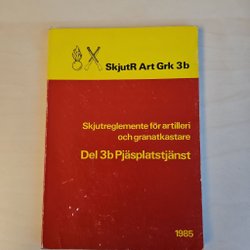 SkjutR Art Grk 3b
Skjutreglemente för artilleri
och granatkastare
Del 3b Pjäsplatstjänst
1985